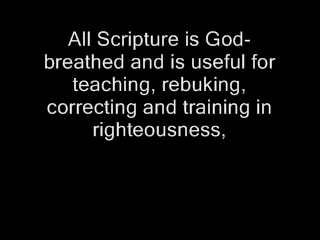 All Scripture is God-
breathed and is useful for
teaching, rebuking,
correcting and training in
righteousness,